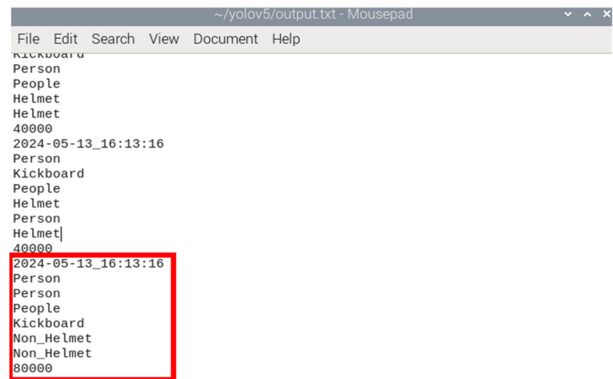 ~/yolov5/output.txt - Mousepad
File Edit Search View Document Help
Kickboard
Person
People
Helmet
Helmet
40000
2024-05-13_16:13:16
Person
Kickboard
People
Helmet
Person
Helmet
40000
2024-05-13_16:13:16
Person
Person
People
Kickboard
Non_Helmet
Non_Helmet
80000